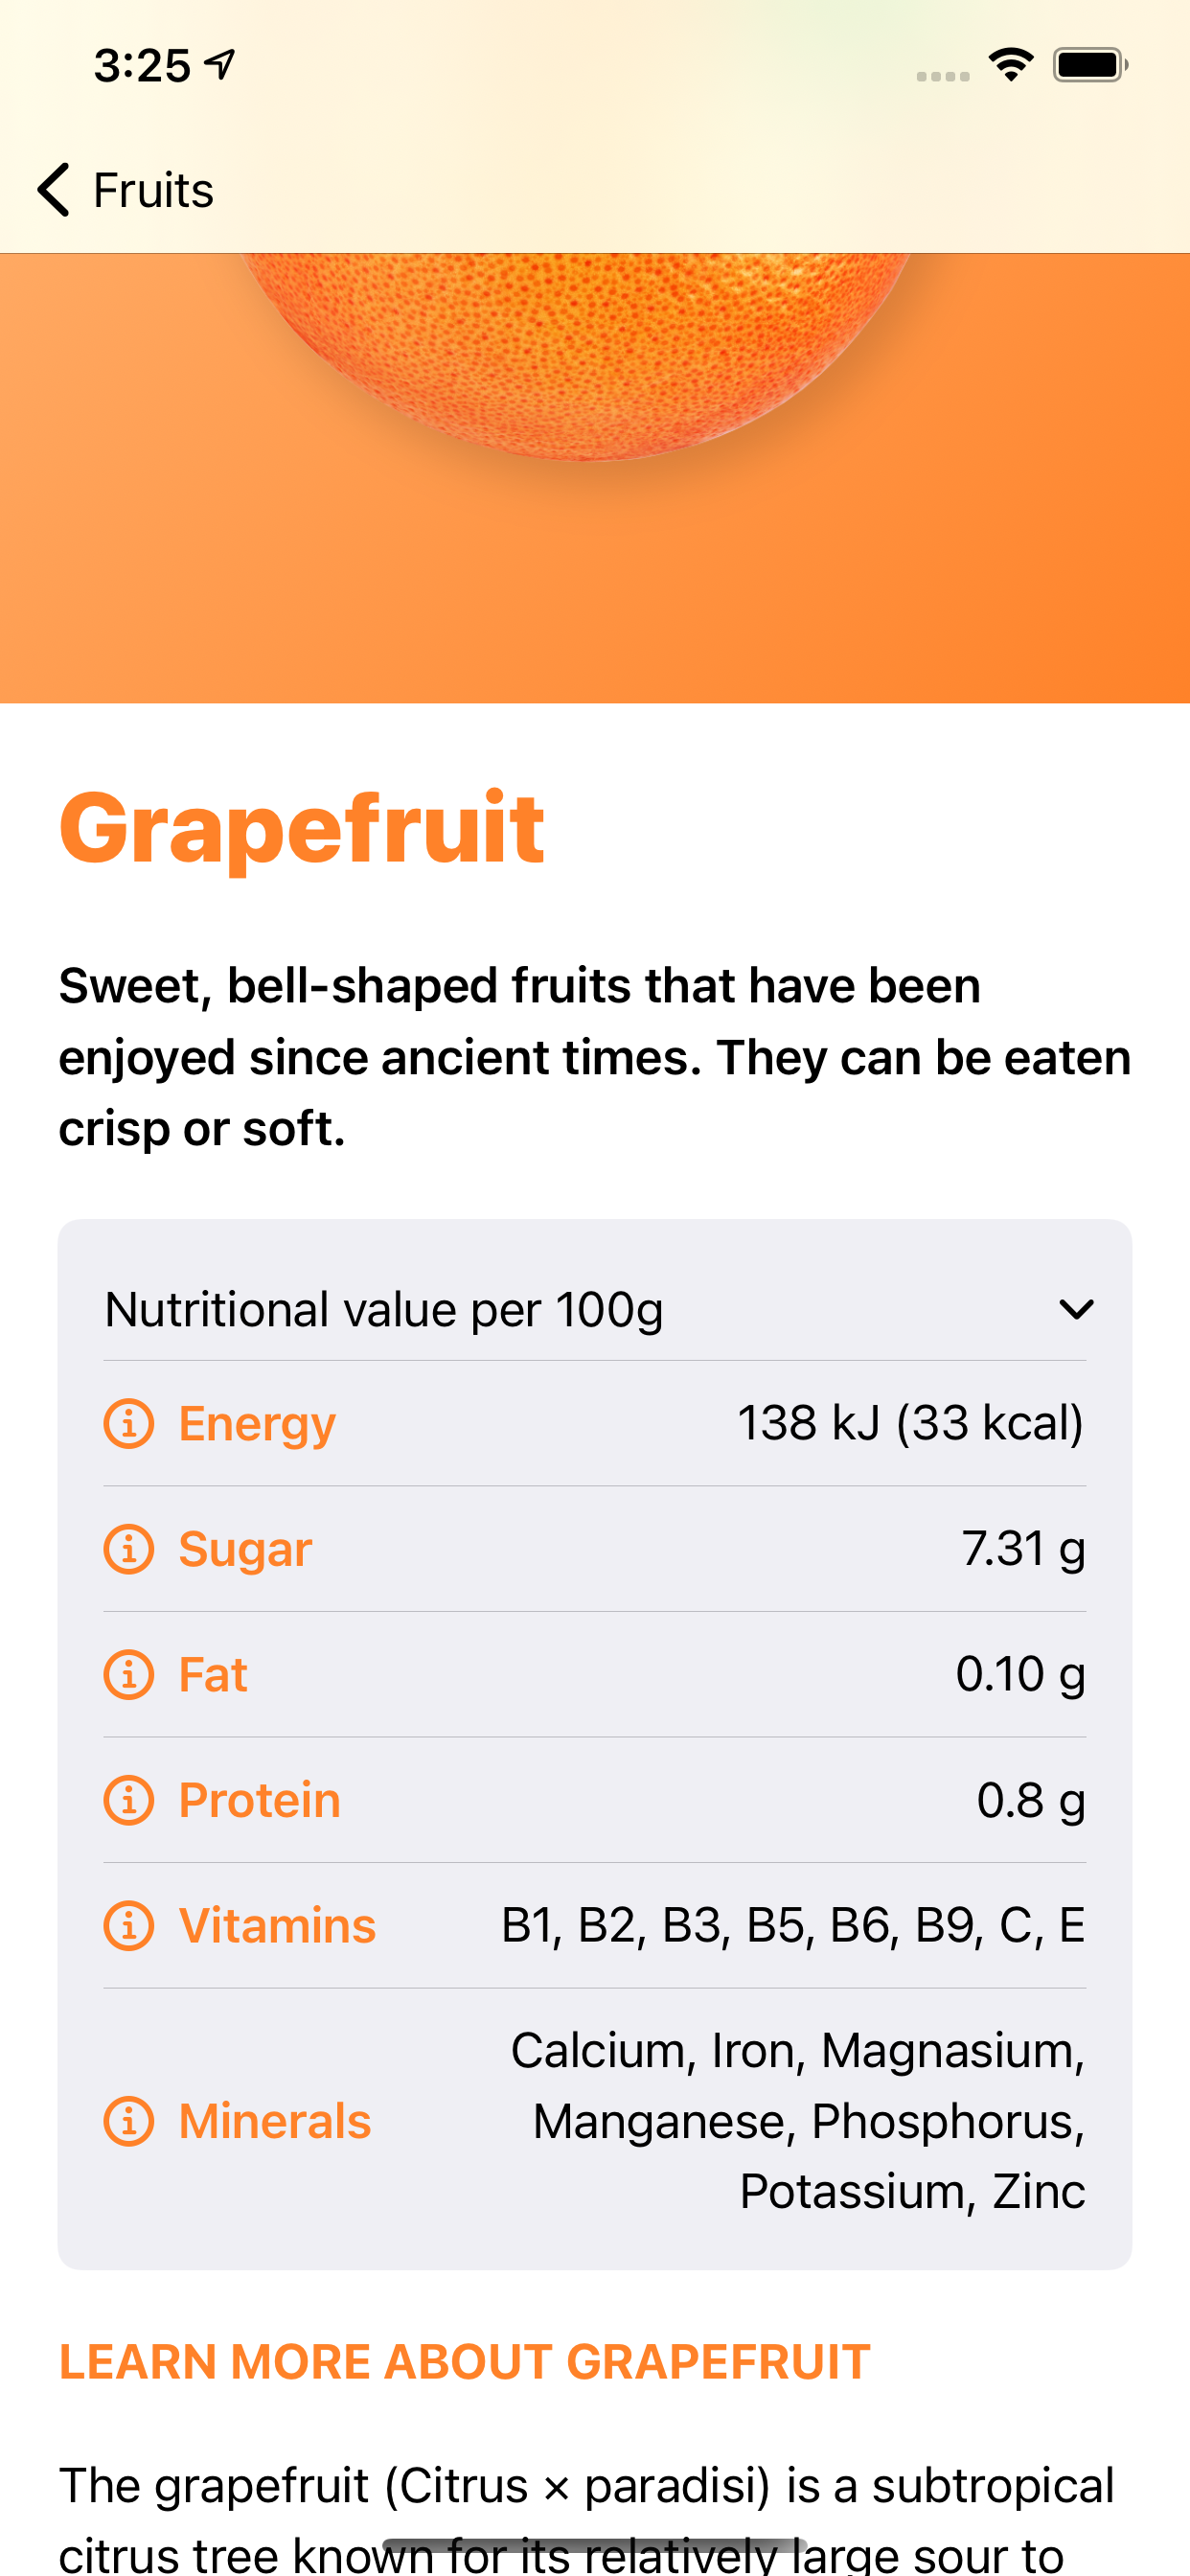 3:25
Fruits
Grapefruit
Sweet, bell-shaped fruits that have been
enjoyed since ancient times. They can be eaten
crisp or soft.
Nutritional value per 100g
Energy 138 kJ (33 kcal)
Sugar 7.31 g
Fat 0.10 g
Protein 0.8 g
Vitamins B1, B2, B3, B5, B6, B9, C, E
Minerals Calcium, Iron, Magnasium,
Manganese, Phosphorus,
Potassium, Zinc
LEARN MORE ABOUT GRAPEFRUIT
The grapefruit (Citrus × paradisi) is a subtropical
citrus tree known for its relatively large sour to